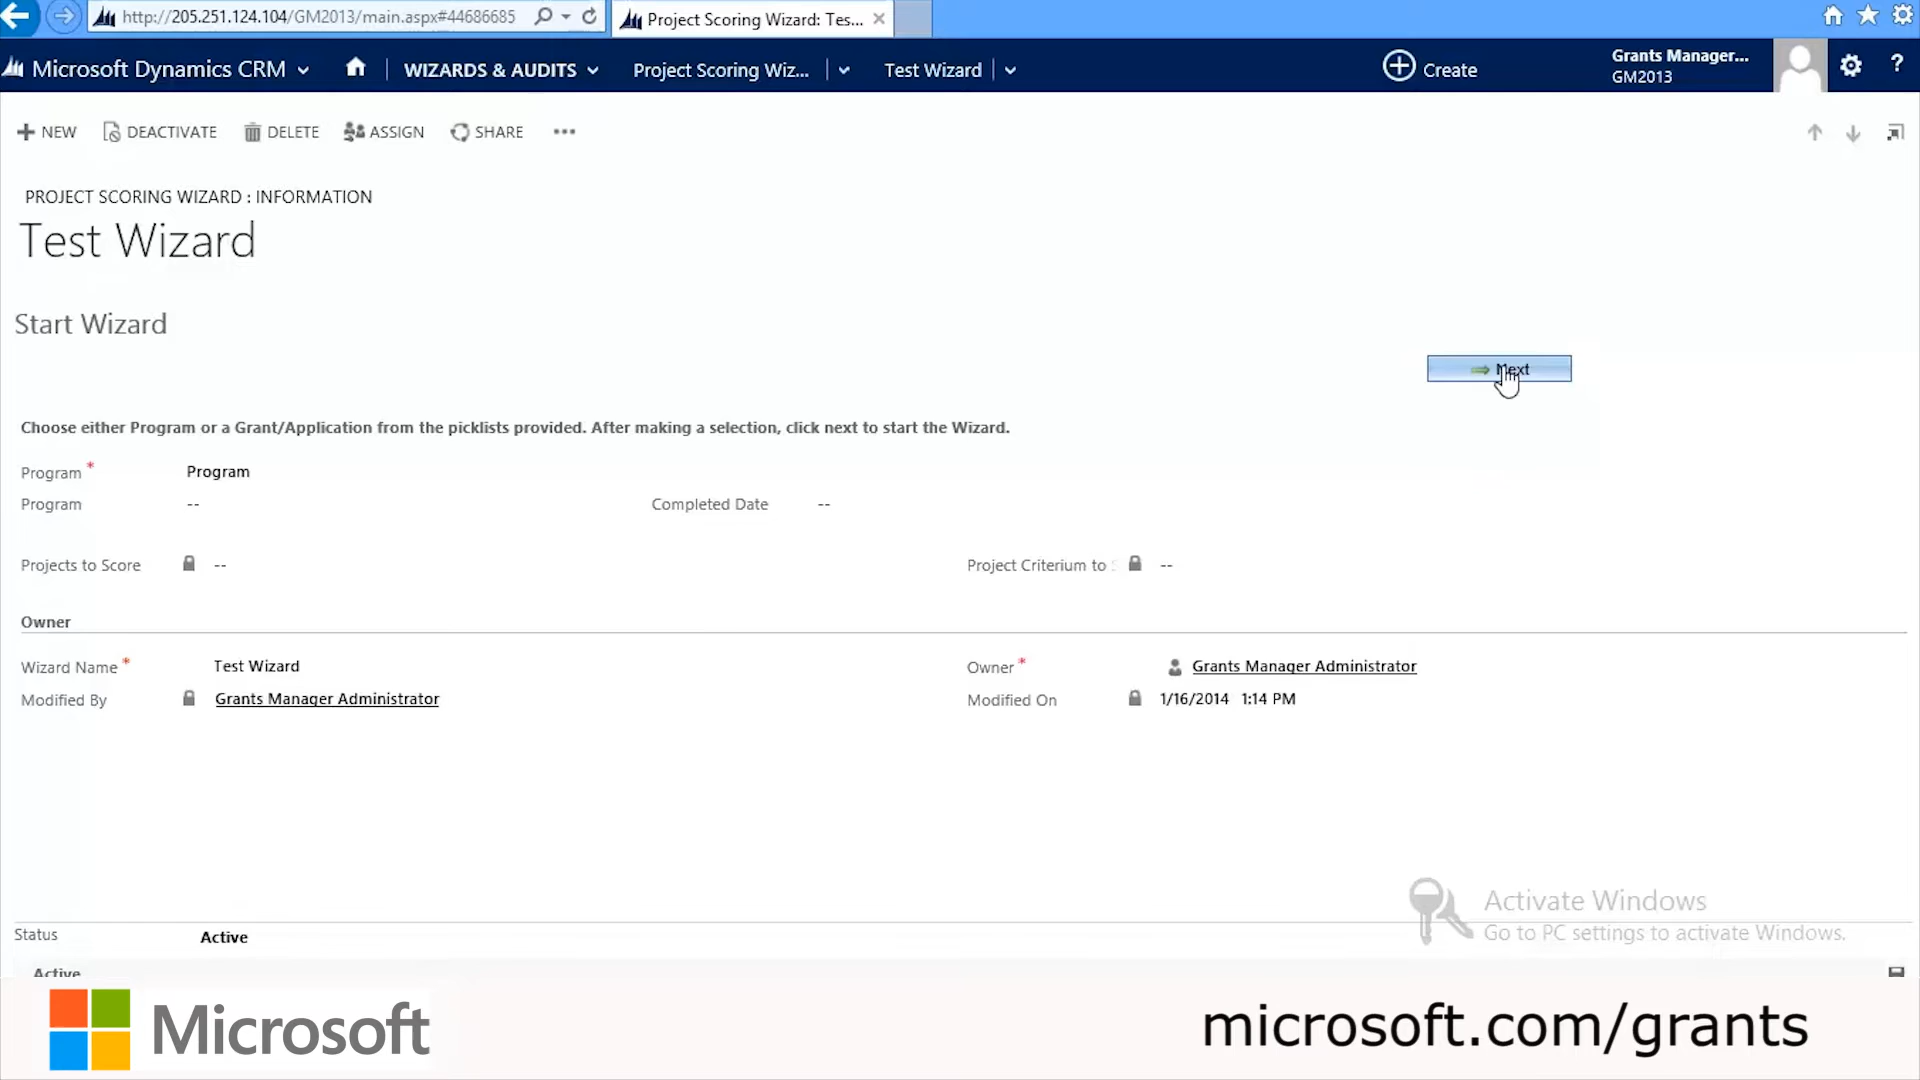 http://205.251.124.104/GM2013/main.aspx#44686685
Project Scoring Wizard: Tes...
Microsoft Dynamics CRM
WIZARDS & AUDITS
Project Scoring Wiz...
Test Wizard
Create
Grants Manager...
GM2013
?
NEW
DEACTIVATE
DELETE
ASSIGN
SHARE
PROJECT SCORING WIZARD : INFORMATION
Test Wizard
Start Wizard
Next
Choose either Program or a Grant/Application from the picklists provided. After making a selection, click next to start the Wizard.
Program * Program
Program -- Completed Date --
Projects to Score -- Project Criterium to --
Owner
Wizard Name * Test Wizard Owner * Grants Manager Administrator
Modified By Grants Manager Administrator Modified On 1/16/2014 1:14 PM
Activate Windows
Go to PC settings to activate Windows.
Status Active
Active
Microsoft
microsoft.com/grants